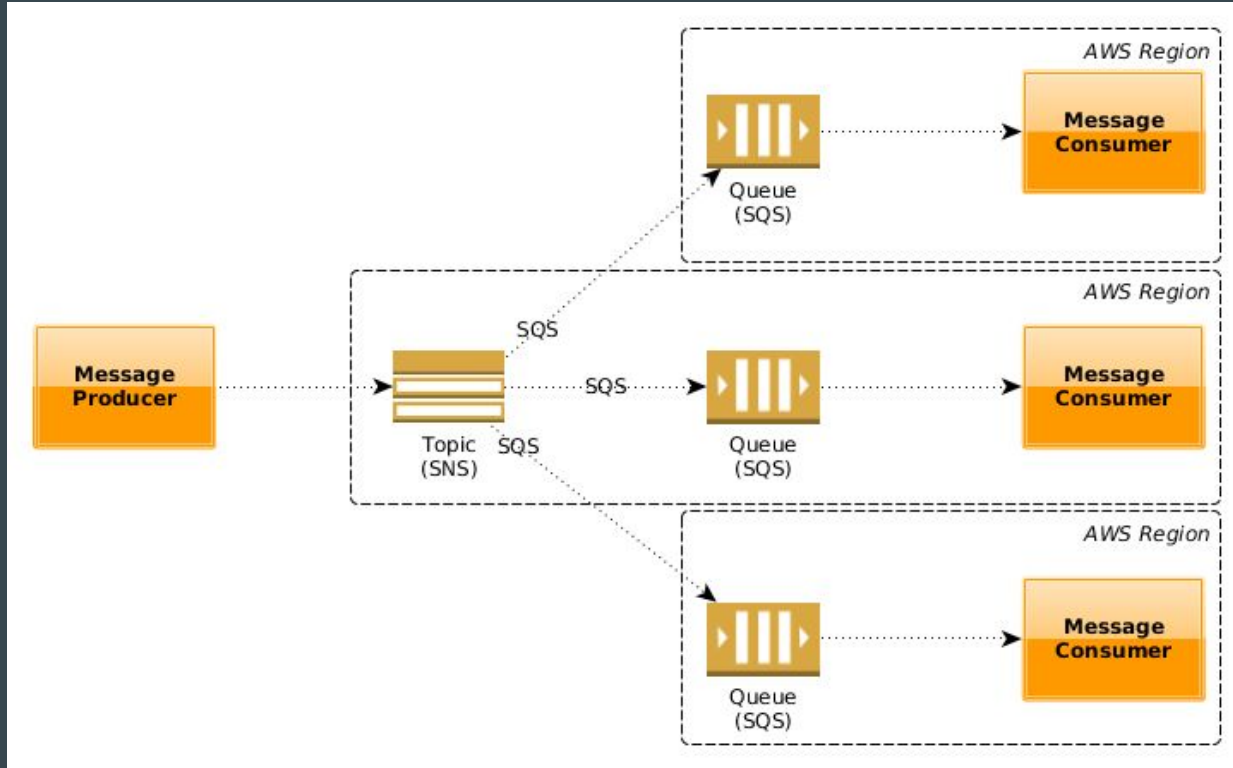 AWS Region
Message
Consumer
Queue
(SQS)
AWS Region
SQS
Message
Producer
SQS
Message
Consumer
Topic
(SNS)
SQS
Queue
(SQS)
AWS Region
Message
Consumer
Queue
(SQS)